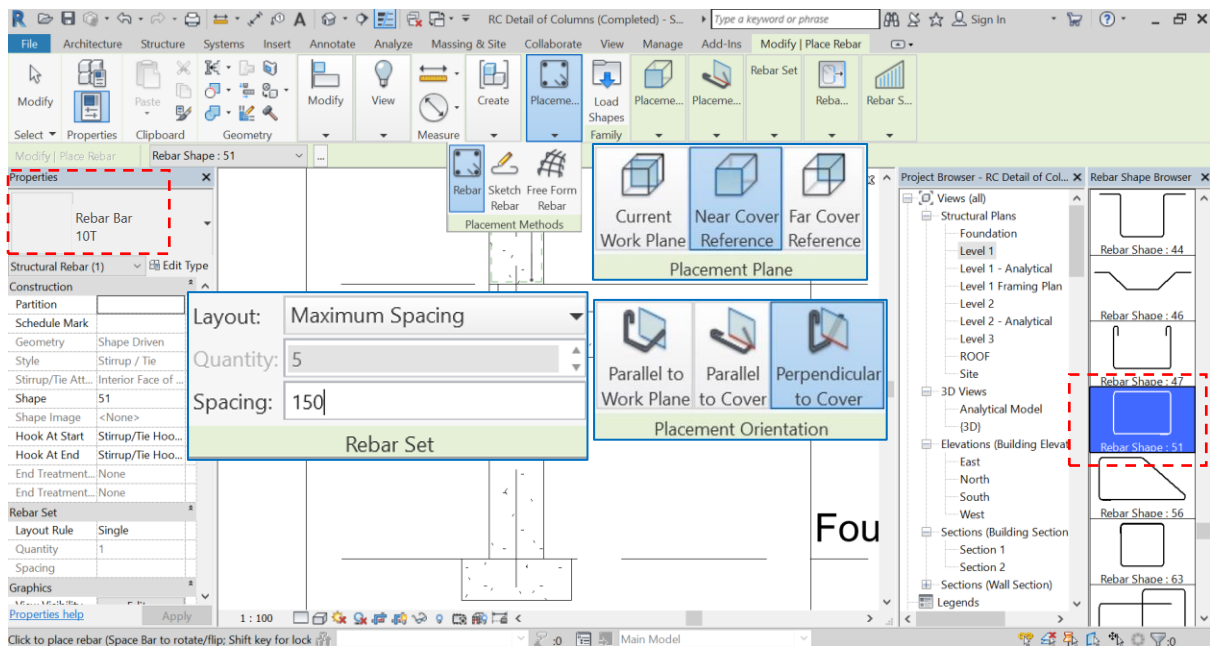 RC Detail of Columns (Completed) - S...
Type a keyword or phrase
Sign In
File Architecture Structure Systems Insert Annotate Analyze Massing & Site Collaborate View Manage Add-Ins Modify | Place Rebar
Modify
Paste
Modify
View
Create
Placeme...
Load
Shapes
Placeme...
Placeme...
Rebar Set
Reba...
Rebar S...
Select Properties Clipboard Geometry Measure Family
Modify | Place Rebar
Rebar Shape : 51
...
Rebar
Sketch
Rebar
Free Form
Rebar
Placement Methods
Current
Work Plane
Near Cover
Reference
Far Cover
Reference
Placement Plane
Parallel to
Work Plane
Parallel
to Cover
Perpendicular
to Cover
Placement Orientation
Layout: Maximum Spacing
Quantity: 5
Spacing: 150
Rebar Set
Properties
Rebar Bar
10T
Structural Rebar (1) Edit Type
Construction
Partition
Schedule Mark
Geometry Shape Driven
Style Stirrup / Tie
Stirrup/Tie Att... Interior Face of ...
Shape 51
Shape Image <None>
Hook At Start Stirrup/Tie Hoo...
Hook At End Stirrup/Tie Hoo...
End Treatment... None
End Treatment... None
Rebar Set
Layout Rule Single
Quantity 1
Spacing
Graphics
Properties help Apply
Fou
1 : 100
Project Browser - RC Detail of Col...
Views (all)
Structural Plans
Foundation
Level 1
Level 1 - Analytical
Level 1 Framing Plan
Level 2
Level 2 - Analytical
Level 3
ROOF
Site
3D Views
Analytical Model
{3D}
Elevations (Building Elevat
East
North
South
West
Sections (Building Section
Section 1
Section 2
Sections (Wall Section)
Legends
Rebar Shape Browser
Rebar Shape : 44
Rebar Shape : 46
Rebar Shape : 47
Rebar Shape : 51
Rebar Shape : 56
Rebar Shape : 63
Click to place rebar (Space Bar to rotate/flip; Shift key for lock
:0
Main Model
:0